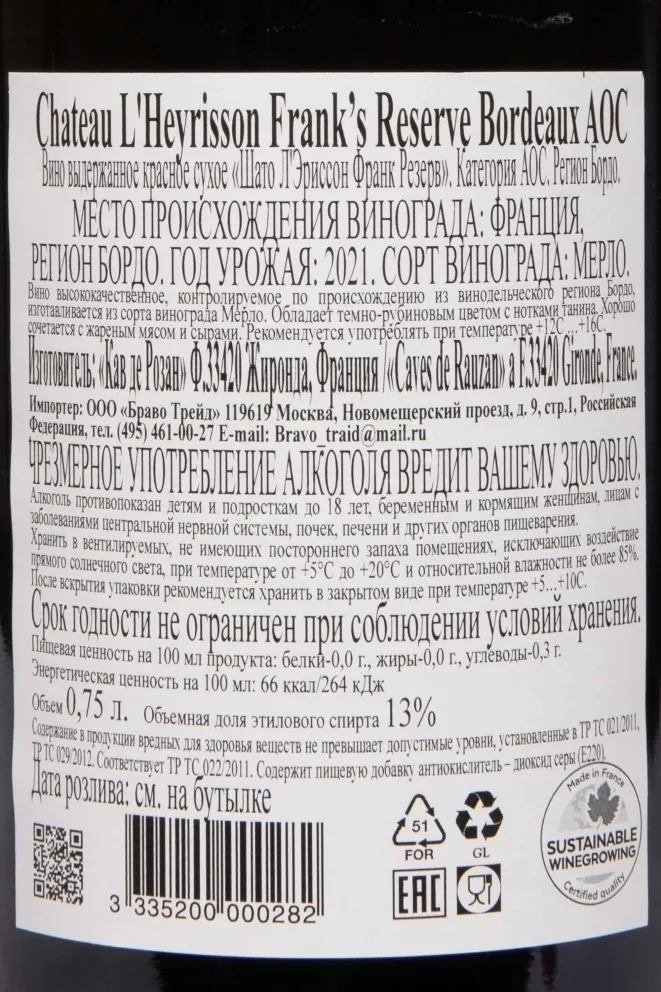 Chateau L'Heyrisson Frank's Reserve Bordeaux AOC
Вино выдержанное красное сухое «Шато Л'Эриссон Франк Резерв». Категория АОС. Регион Бордо.
МЕСТО ПРОИСХОЖДЕНИЯ ВИНОГРАДА: ФРАНЦИЯ,
РЕГИОН БОРДО. ГОД УРОЖАЯ: 2021. СОРТ ВИНОГРАДА: МЕРЛО.
Вино высококачественное, контролируемое по происхождению из винодельческого региона Бордо,
изготавливается из сорта винограда Мерло. Обладает темно-рубиновым цветом с нотками танина. Хорошо
сочетается с жареным мясом и сырами. Рекомендуется употреблять при температуре +12С ...+16С.
Изготовитель: «Кав де Розан» Ф.33420 Жиронда, Франция /«Caves de Rauzan» a F.33420 Gironde, France.
Импортер: ООО «Браво Трейд» 119619 Москва, Новомещерский проезд, д. 9, стр.1, Российская
Федерация, тел. (495) 461-00-27 E-mail: Bravo_traid@mail.ru
ЧРЕЗМЕРНОЕ УПОТРЕБЛЕНИЕ АЛКОГОЛЯ ВРЕДИТ ВАШЕМУ ЗДОРОВЬЮ.
Алкоголь противопоказан детям и подросткам до 18 лет, беременным и кормящим женщинам, лицам с
заболеваниями центральной нервной системы, почек, печени и других органов пищеварения.
Хранить в вентилируемых, не имеющих постороннего запаха помещениях, исключающих воздействие
прямого солнечного света, при температуре от +5°С до +20°С и относительной влажности не более 85%.
После вскрытия упаковки рекомендуется хранить в закрытом виде при температуре +5...+10С.
Срок годности не ограничен при соблюдении условий хранения.
Пищевая ценность на 100 мл продукта: белки-0,0 г., жиры-0,0 г., углеводы-0,3 г.
Энергетическая ценность на 100 мл: 66 ккал/264 кДж
Объем 0,75 л. Объемная доля этилового спирта 13%
Содержание в продукции вредных для здоровья веществ не превышает допустимые уровни, установленные в ТР ТС 021/2011,
ТР ТС 029/2012. Соответствует ТР ТС 022/2011. Содержит пищевую добавку антиокислитель – диоксид серы (Е220).
Дата розлива: см. на бутылке
Made in France
SUSTAINABLE
WINEGROWING
Certified quality
51
FOR
GL
EAC
3 335200 000282